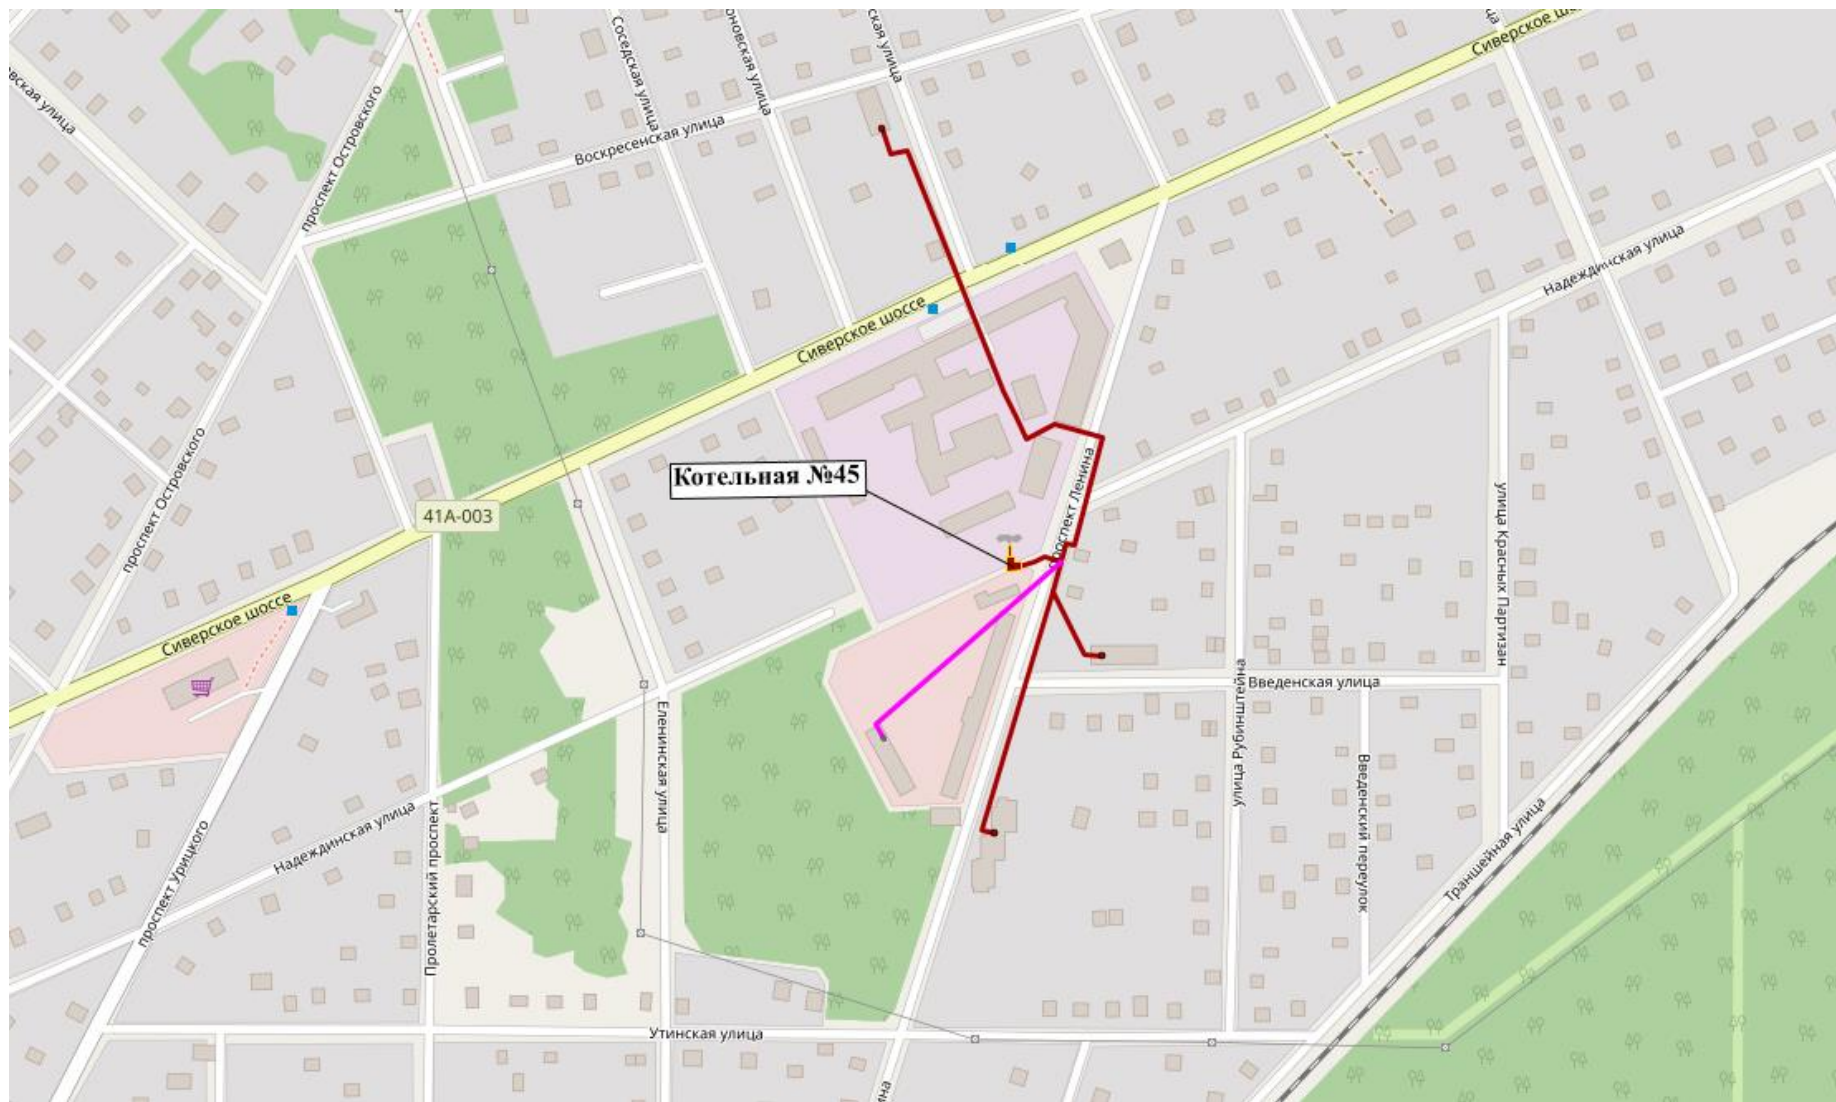 Сиверское ш
Соседская улица
проспект Островского
Воскресенская улица
Надеждинская улица
Сиверское шоссе
Котельная №45
проспект Ленина
41А-003
проспект Островского
улица Красных Партизан
Сиверское шоссе
Введенская улица
улица Рубинштейна
Еленинская улица
Введенский переулок
Надеждинская улица
Пролетарский проспект
проспект Урицкого
Траншейная улица
Утинская улица